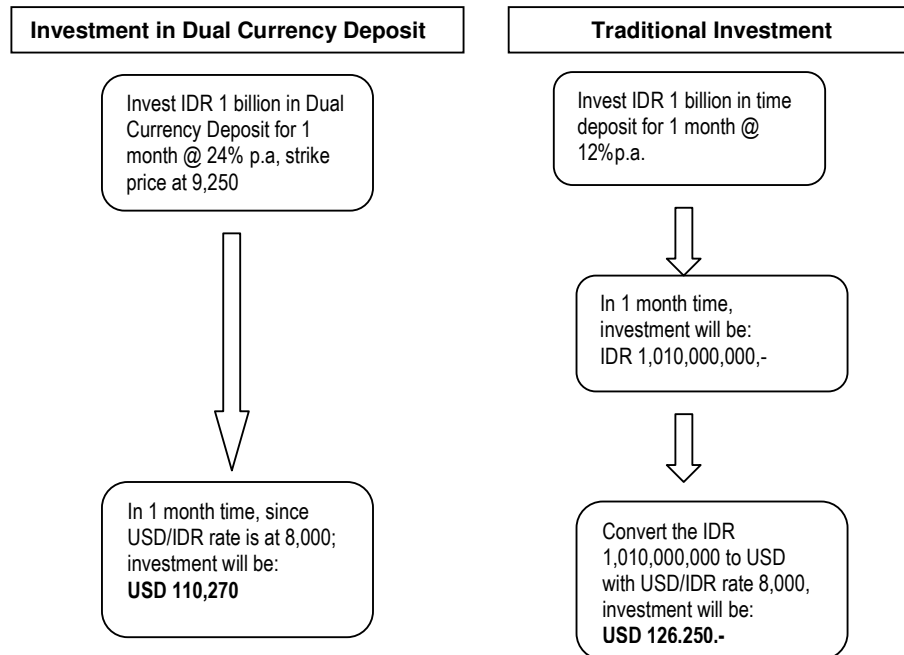 Investment in Dual Currency Deposit
Invest IDR 1 billion in Dual
Currency Deposit for 1
month @ 24% p.a, strike
price at 9,250
In 1 month time, since
USD/IDR rate is at 8,000;
investment will be:
USD 110,270
Traditional Investment
Invest IDR 1 billion in time
deposit for 1 month @
12%p.a.
In 1 month time,
investment will be:
IDR 1,010,000,000,-
Convert the IDR
1,010,000,000 to USD
with USD/IDR rate 8,000,
investment will be:
USD 126.250.-